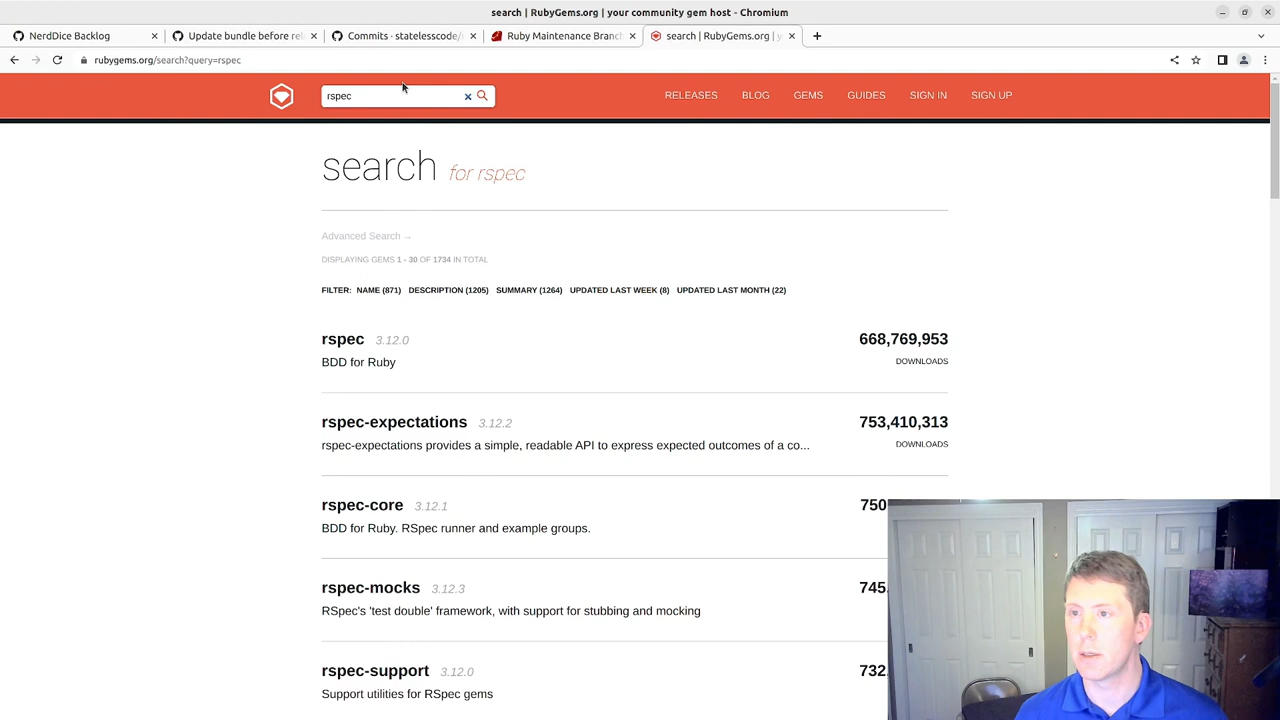 search | RubyGems.org | your community gem host - Chromium
NerdDice Backlog
Update bundle before rel
Commits · statelesscode/
Ruby Maintenance Branch
search | RubyGems.org | y
rubygems.org/search?query=rspec
rspec
RELEASES BLOG GEMS GUIDES SIGN IN SIGN UP
search for rspec
Advanced Search →
DISPLAYING GEMS 1 - 30 OF 1734 IN TOTAL
FILTER: NAME (871) DESCRIPTION (1205) SUMMARY (1264) UPDATED LAST WEEK (8) UPDATED LAST MONTH (22)
rspec 3.12.0 668,769,953
BDD for Ruby DOWNLOADS
rspec-expectations 3.12.2 753,410,313
rspec-expectations provides a simple, readable API to express expected outcomes of a co... DOWNLOADS
rspec-core 3.12.1 750
BDD for Ruby. RSpec runner and example groups.
rspec-mocks 3.12.3 745
RSpec's 'test double' framework, with support for stubbing and mocking
rspec-support 3.12.0 732
Support utilities for RSpec gems